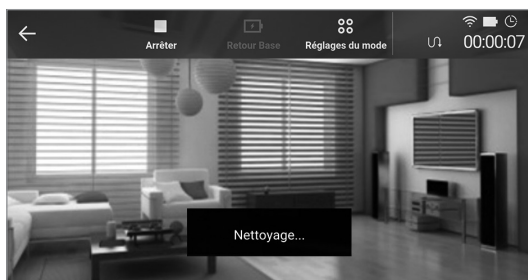 Arrêter
Retour Base
Réglages du mode
00:00:07
Nettoyage...